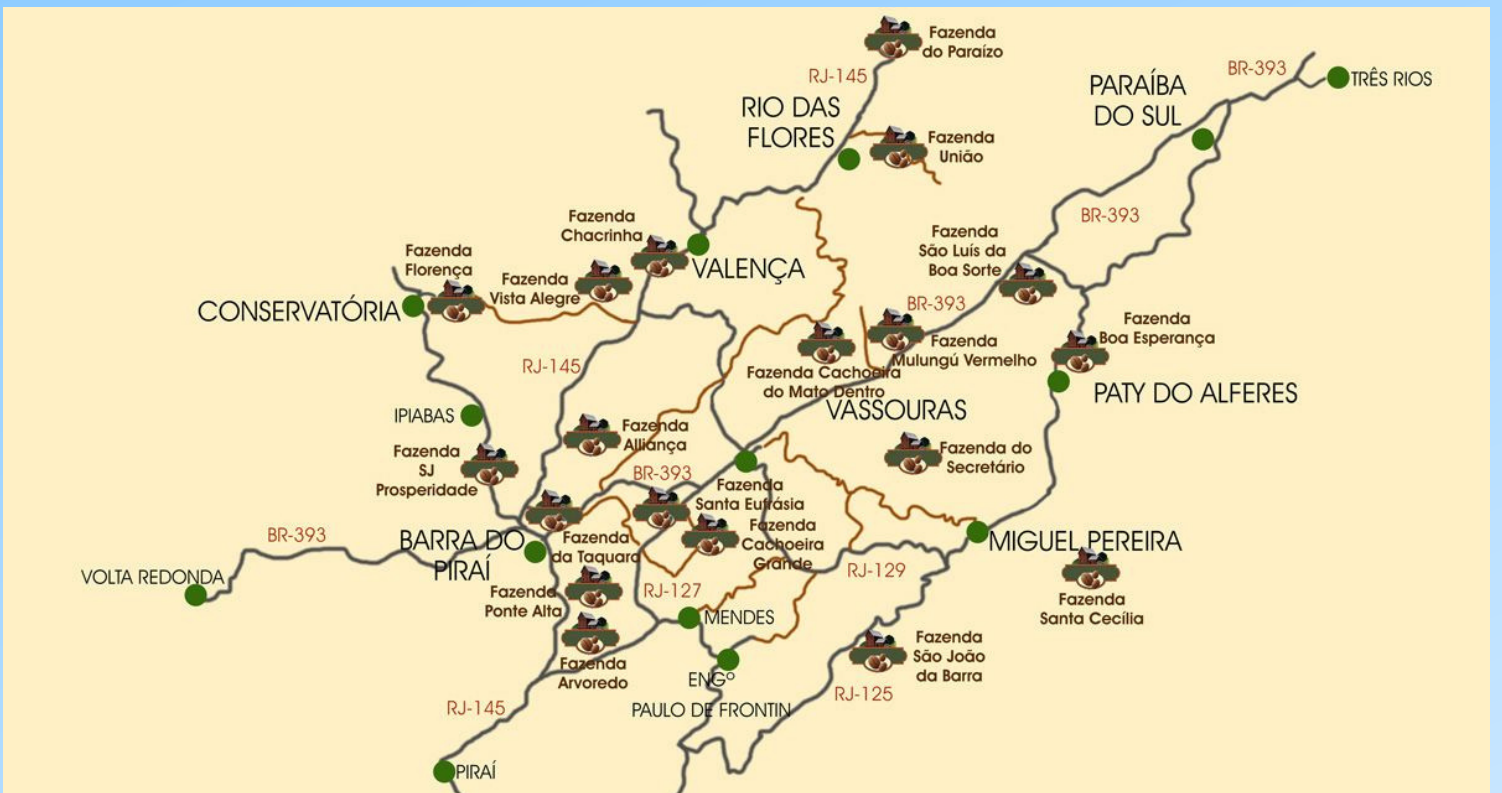 Fazenda
do Paraízo
RJ-145
BR-393
TRÊS RIOS
PARAÍBA
DO SUL
RIO DAS
FLORES
Fazenda
União
Fazenda
Chacrinha
BR-393
Fazenda
São Luís da
Boa Sorte
Fazenda
Florença
VALENÇA
Fazenda
Vista Alegre
CONSERVATÓRIA
BR-393
Fazenda
Boa Esperança
Fazenda
Mulungú Vermelho
RJ-145
Fazenda Cachoeira
do Mato Dentro
PATY DO ALFERES
IPIABAS
VASSOURAS
Fazenda
Alliança
Fazenda do
Secretário
Fazenda
SJ
Prosperidade
BR-393
Fazenda
Santa Eufrásia
BR-393
BARRA DO
PIRAÍ
Fazenda
da Taquara
Fazenda
Cachoeira
Grande
MIGUEL PEREIRA
VOLTA REDONDA
RJ-129
Fazenda
Ponte Alta
RJ-127
Fazenda
Santa Cecília
MENDES
Fazenda
São João
da Barra
Fazenda
Arvoredo
ENGº
PAULO DE FRONTIN
RJ-125
RJ-145
PIRAÍ